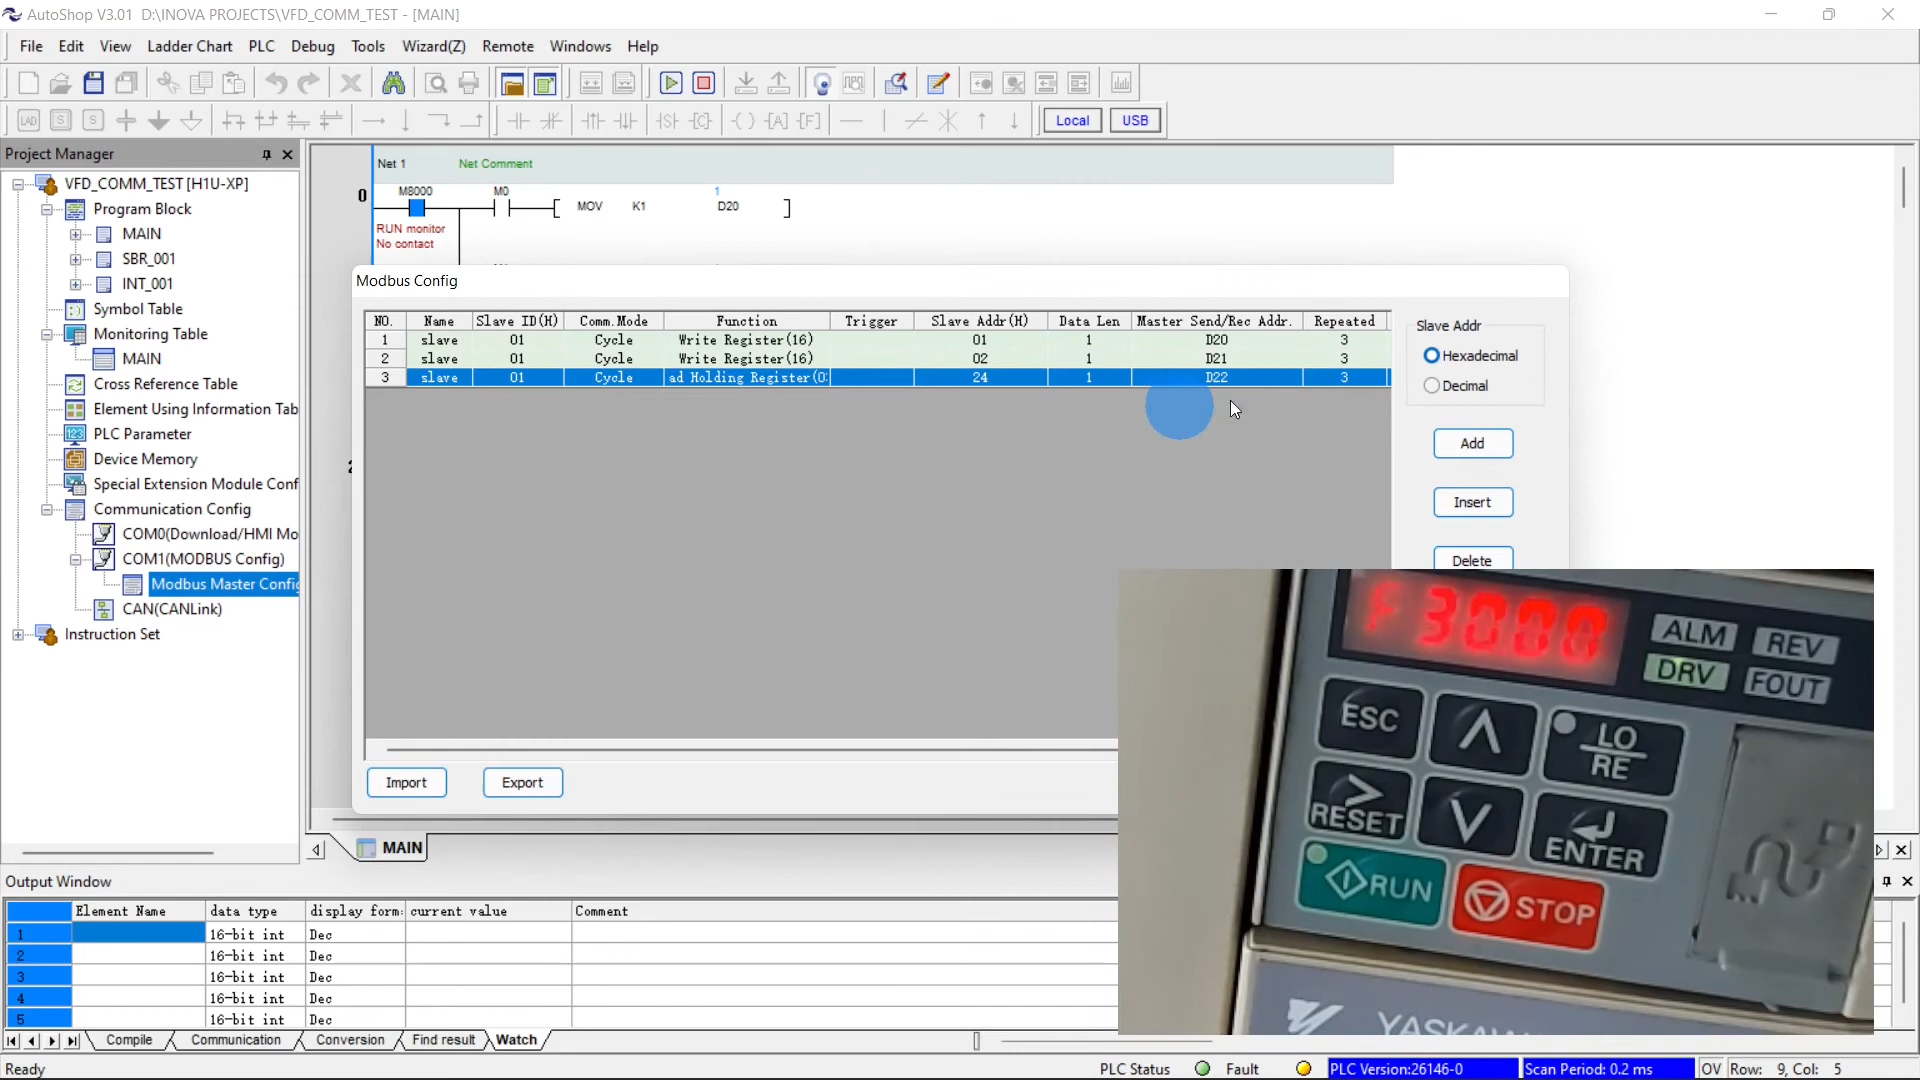 AutoShop V3.01 D:\INOVA PROJECTS\VFD_COMM_TEST - [MAIN]
File Edit View Ladder Chart PLC Debug Tools Wizard(Z) Remote Windows Help
LAD S S Local USB
Project Manager
VFD_COMM_TEST [H1U-XP]
Program Block
MAIN
SBR_001
INT_001
Symbol Table
Monitoring Table
MAIN
Cross Reference Table
Element Using Information Tab
PLC Parameter
Device Memory
Special Extension Module Conf
Communication Config
COM0(Download/HMI Mo
COM1(MODBUS Config)
Modbus Master Config
CAN(CANLink)
Instruction Set
Net 1 Net Comment
0 M8000 M0 1
MOV K1 D20
RUN monitor
No contact
Modbus Config
NO. Name Slave ID(H) Comm.Mode Function Trigger Slave Addr(H) Data Len Master Send/Rec Addr. Repeated
1 slave 01 Cycle Write Register(16) 01 1 D20 3
2 slave 01 Cycle Write Register(16) 02 1 D21 3
3 slave 01 Cycle ad Holding Register(0 24 1 D22 3
Slave Addr
Hexadecimal
Decimal
Add
Insert
Delete
Import Export
MAIN
F 30.00
ALM REV
DRV FOUT
ESC LO
RE
RESET ENTER
RUN STOP
YASKAW
Output Window
Element Name data type display form: current value Comment
1 16-bit int Dec
2 16-bit int Dec
3 16-bit int Dec
4 16-bit int Dec
5 16-bit int Dec
Compile Communication Conversion Find result Watch
Ready PLC Status Fault PLC Version:26146-0 Scan Period: 0.2 ms OV Row: 9, Col: 5